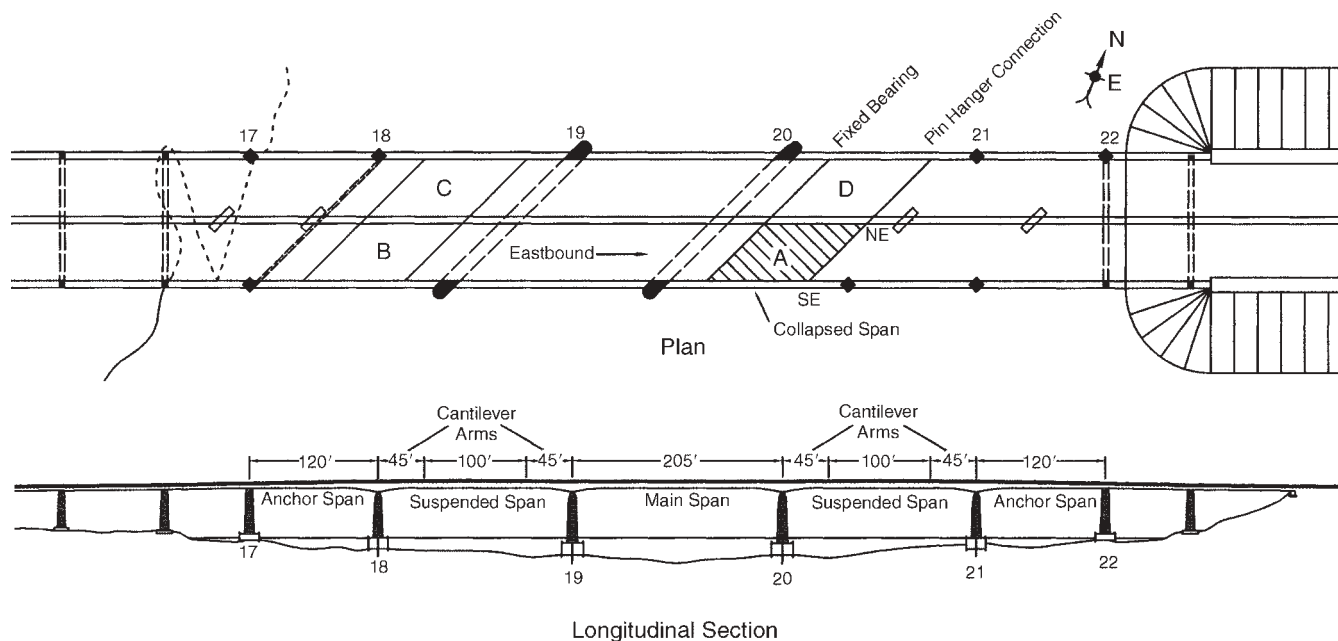 N
E
Fixed Bearing
Pin Hanger Connection
17
18
19
20
21
22
C
D
B
Eastbound
A
NE
SE
Collapsed Span
Plan
Cantilever
Arms
Cantilever
Arms
120′
45′
100′
45′
205′
45′
100′
45′
120′
Anchor Span
Suspended Span
Main Span
Suspended Span
Anchor Span
17
18
19
20
21
22
Longitudinal Section